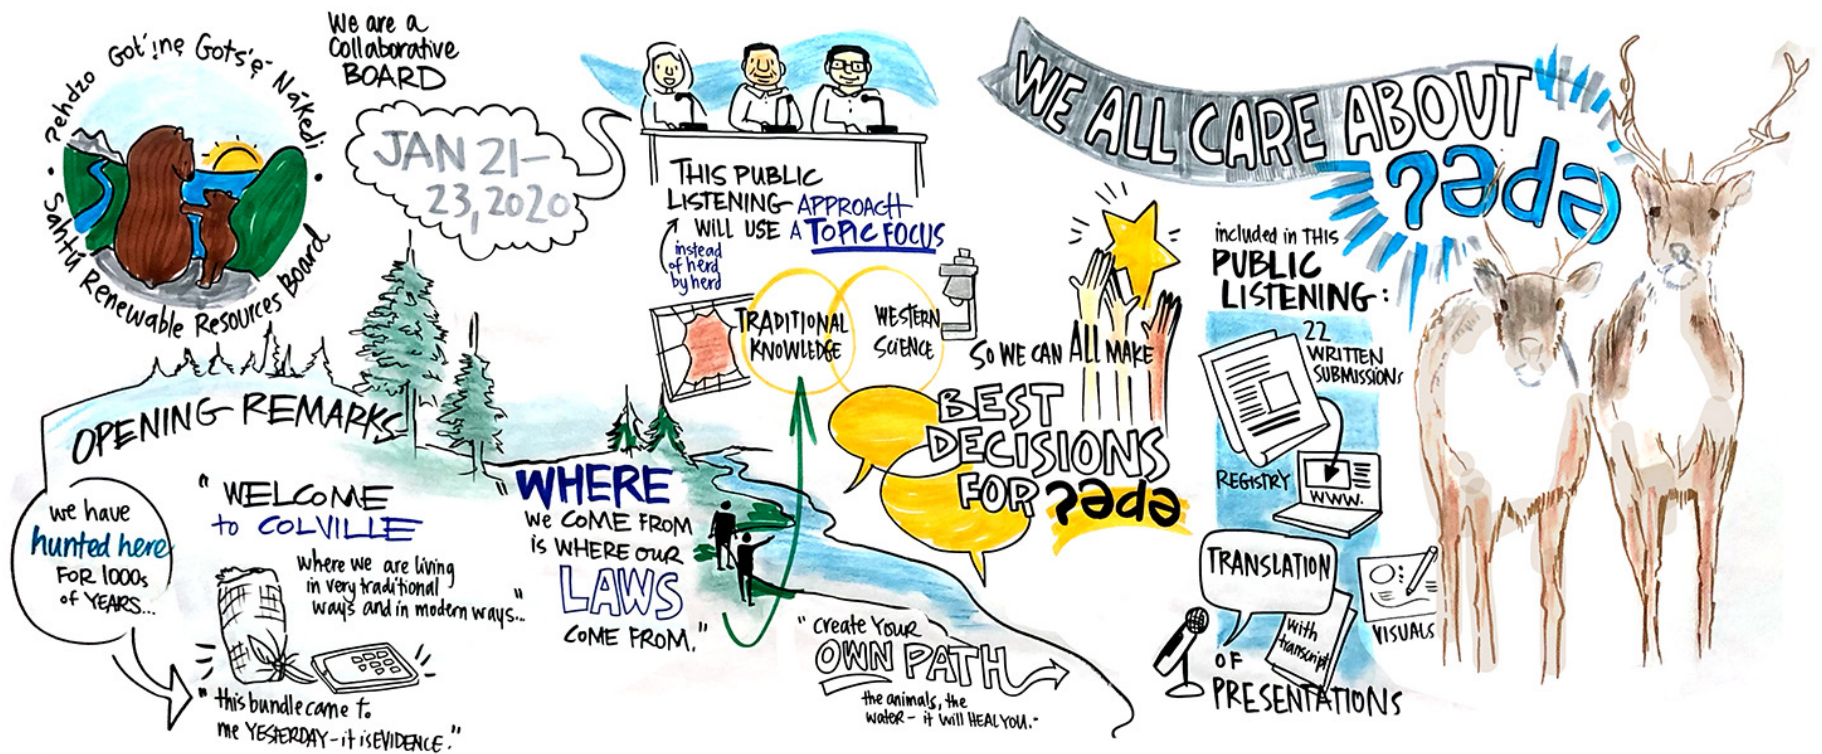 Ɂehdzo Got'ı̨nę Gots'ę́ Nákedı
Sahtú Renewable Resources Board
We are a
Collaborative
BOARD
JAN 21-
23, 2020
THIS PUBLIC
LISTENING APPROACH
WILL USE A TOPIC FOCUS
instead
of herd
by herd
TRADITIONAL
KNOWLEDGE
WESTERN
SCIENCE
SO WE CAN ALL MAKE
BEST
DECISIONS
FOR ɂədə
WE ALL CARE ABOUT
ɂədə
included in THIS
PUBLIC
LISTENING:
22
WRITTEN
SUBMISSIONS
REGISTRY
WWW.
TRANSLATION
with
transcript
VISUALS
OF
PRESENTATIONS
OPENING REMARKS
we have
hunted here
FOR 1000s
of YEARS...
"this bundle came to
me YESTERDAY - it is EVIDENCE."
"WELCOME
to COLVILLE
where we are living
in very traditional
ways and in modern ways..."
"WHERE
we COME FROM
is WHERE OUR
LAWS
COME FROM."
"create YOUR
OWN PATH
the animals, the
water - it will HEAL YOU."